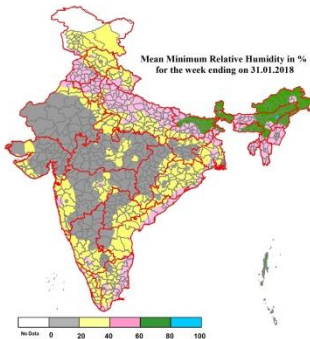 Mean Minimum Relative Humidity in %
for the week ending on 31.01.2018
No Data 0 20 40 60 80 100